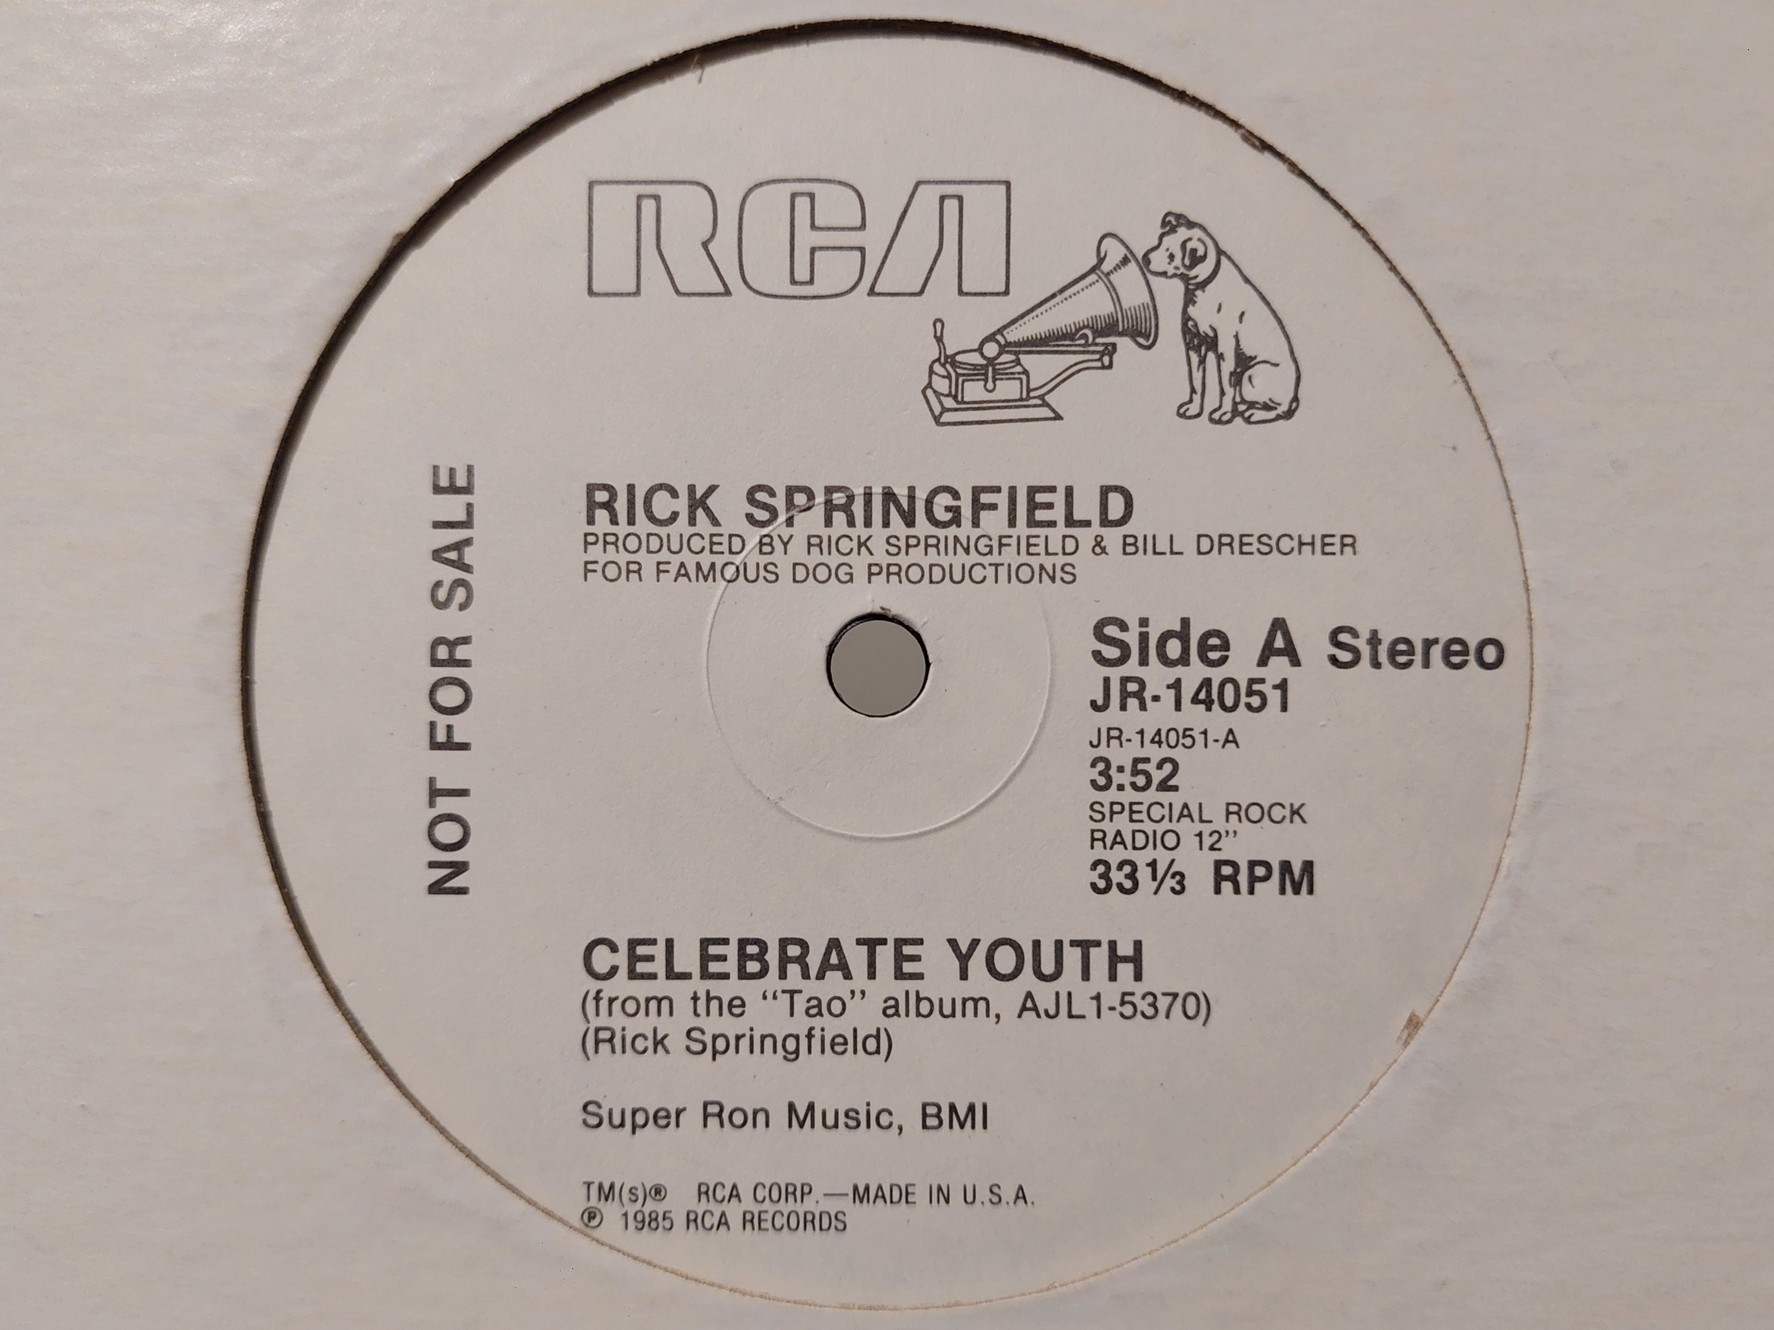 RCA
NOT FOR SALE
RICK SPRINGFIELD
PRODUCED BY RICK SPRINGFIELD & BILL DRESCHER
FOR FAMOUS DOG PRODUCTIONS
Side A Stereo
JR-14051
JR-14051-A
3:52
SPECIAL ROCK
RADIO 12”
33⅓ RPM
CELEBRATE YOUTH
(from the “Tao” album, AJL1-5370)
(Rick Springfield)
Super Ron Music, BMI
TM(s)® RCA CORP.—MADE IN U.S.A.
℗ 1985 RCA RECORDS